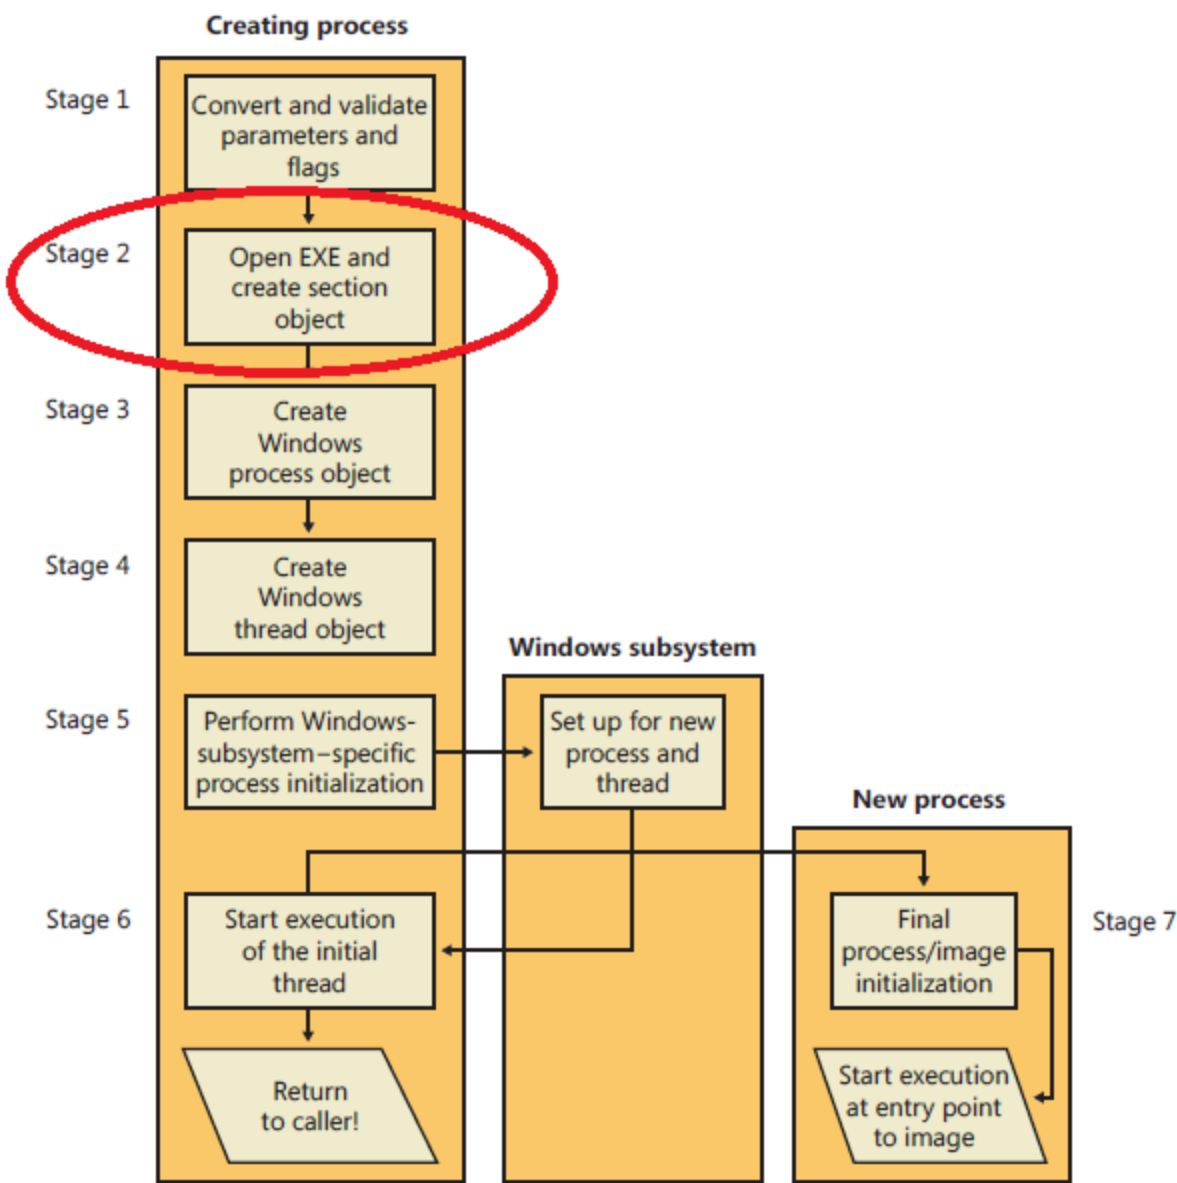 Creating process
Stage 1
Convert and validate
parameters and
flags
Stage 2
Open EXE and
create section
object
Stage 3
Create
Windows
process object
Stage 4
Create
Windows
thread object
Windows subsystem
Stage 5
Perform Windows-
subsystem–specific
process initialization
Set up for new
process and
thread
New process
Stage 6
Start execution
of the initial
thread
Final
process/image
initialization
Stage 7
Return
to caller!
Start execution
at entry point
to image